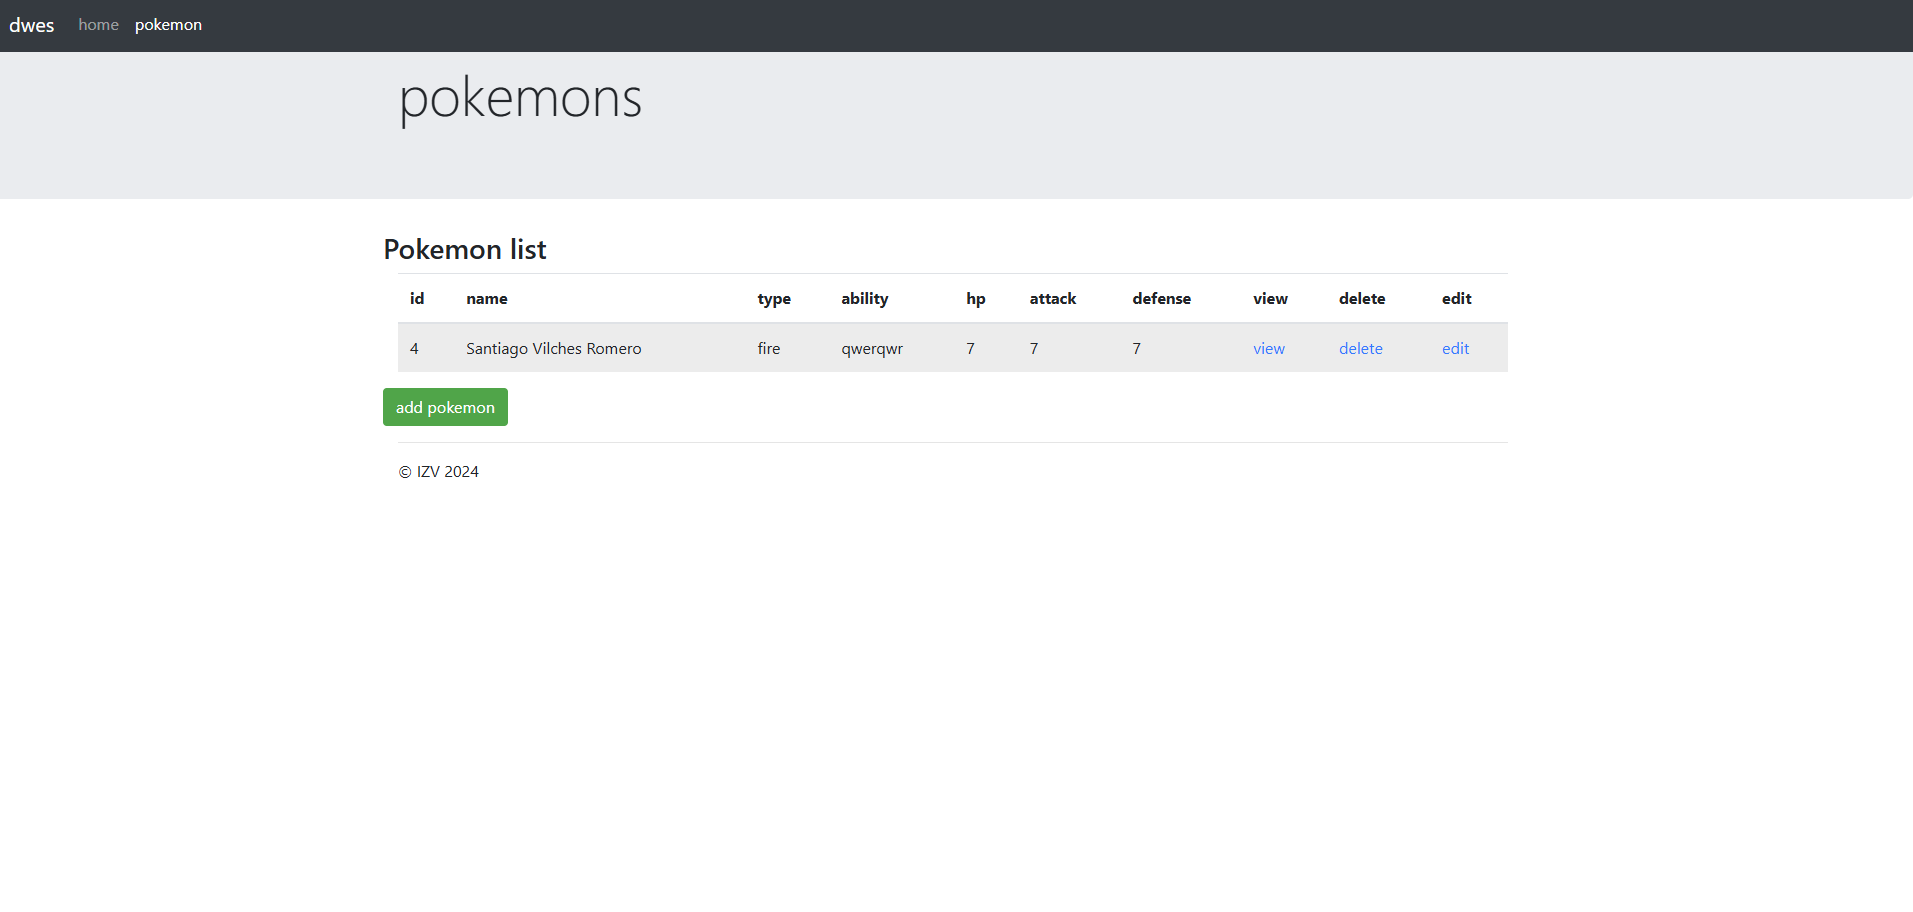 dwes home pokemon
pokemons
Pokemon list
id name type ability hp attack defense view delete edit
4 Santiago Vilches Romero fire qwerqwr 7 7 7 view delete edit
add pokemon
© IZV 2024